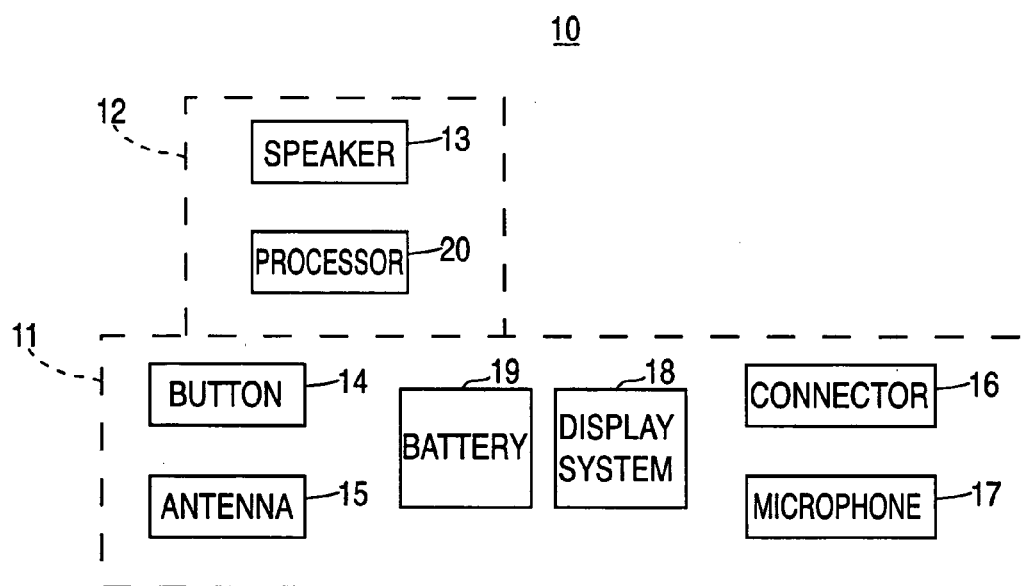 10
12
SPEAKER 13
PROCESSOR 20
11
BUTTON 14
19
BATTERY
18
DISPLAY
SYSTEM
CONNECTOR 16
ANTENNA 15
MICROPHONE 17